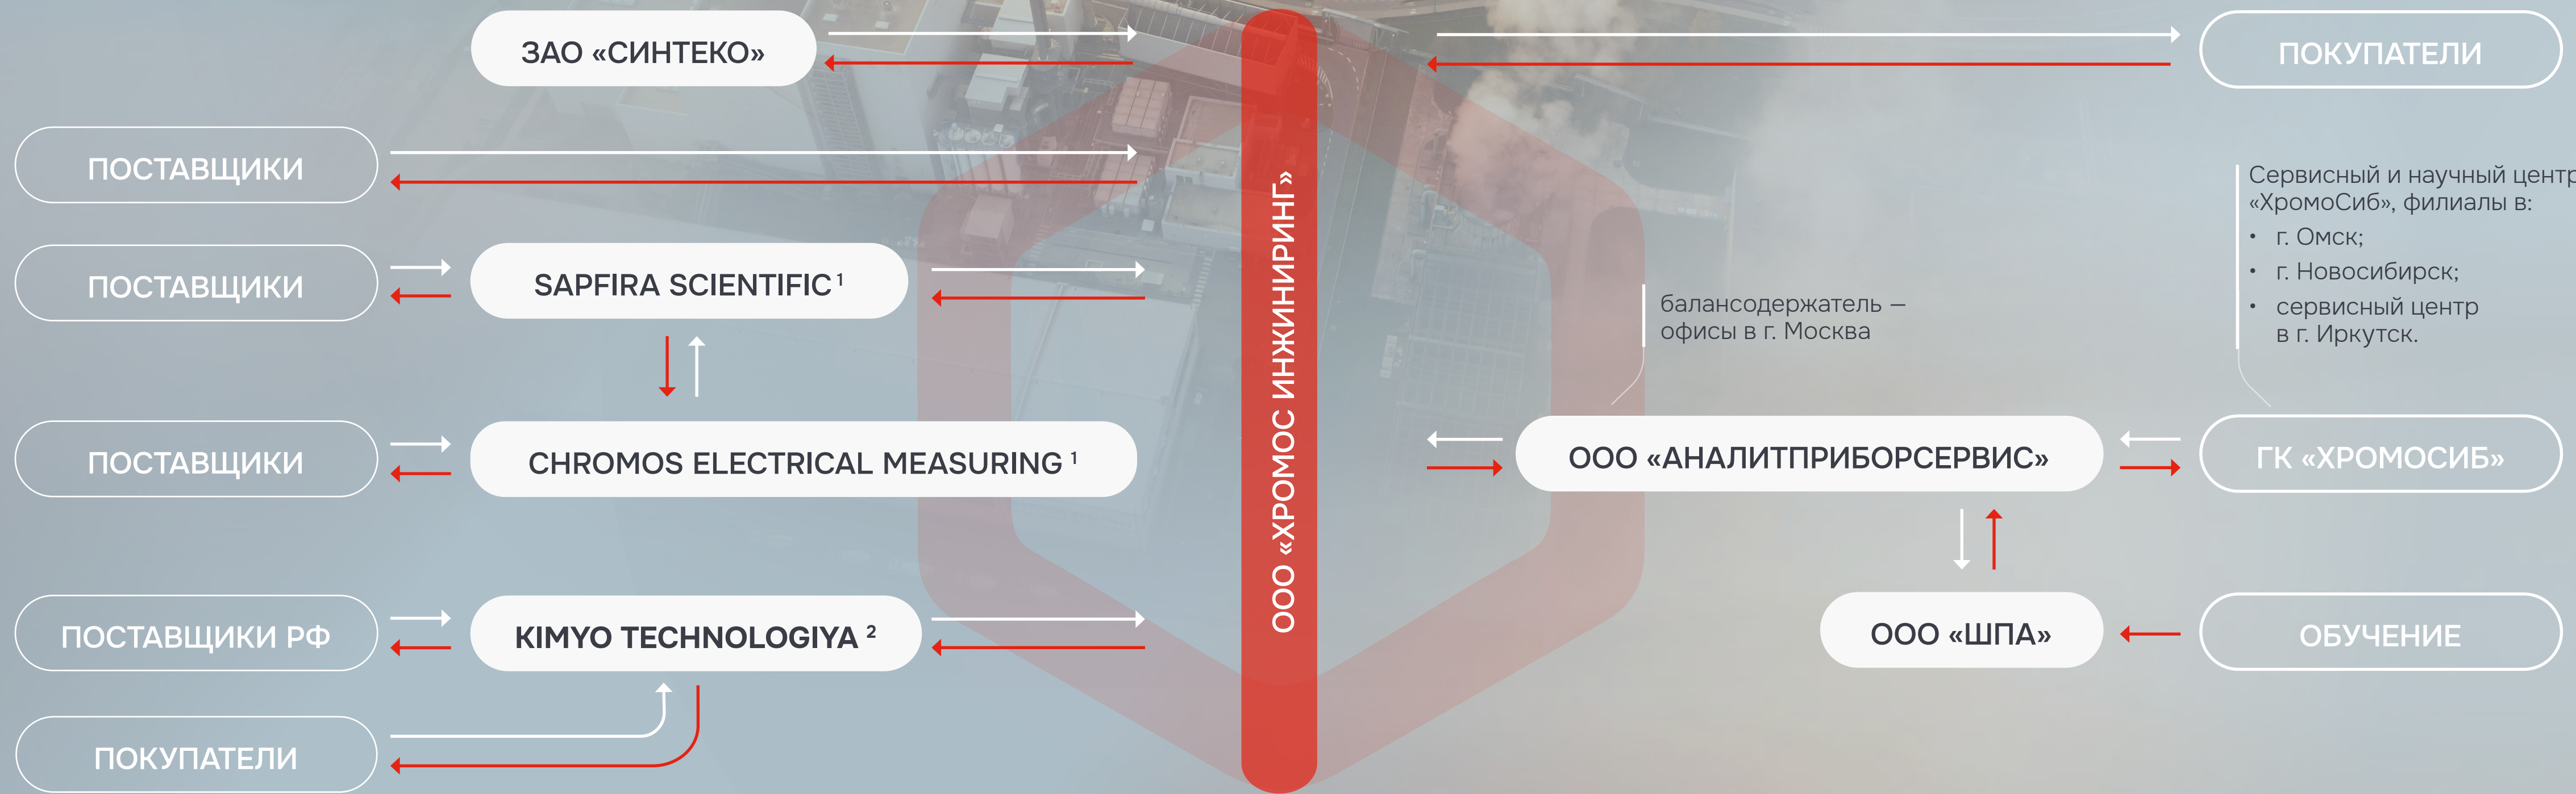 ЗАО «СИНТЕКО»
ПОКУПАТЕЛИ
ПОСТАВЩИКИ
ПОСТАВЩИКИ
SAPFIRA SCIENTIFIC 1
ПОСТАВЩИКИ
CHROMOS ELECTRICAL MEASURING 1
ПОСТАВЩИКИ РФ
KIMYO TECHNOLOGIYA 2
ПОКУПАТЕЛИ
ООО «ХРОМОС ИНЖИНИРИНГ»
балансодержатель —
офисы в г. Москва
Сервисный и научный центр
«ХромоСиб», филиалы в:
• г. Омск;
• г. Новосибирск;
• сервисный центр
в г. Иркутск.
ООО «АНАЛИТПРИБОРСЕРВИС»
ГК «ХРОМОСИБ»
ООО «ШПА»
ОБУЧЕНИЕ